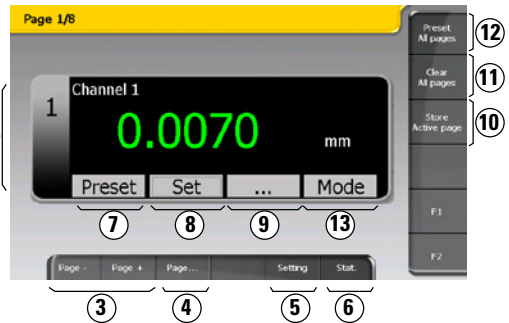 Page 1/8
Preset
All pages
12
Clear
All pages
11
Store
Active page
10
1
Channel 1
0.0070 mm
Preset Set ... Mode
7 8 9 13
F1
F2
Page - Page + Page... Setting Stat.
3 4 5 6